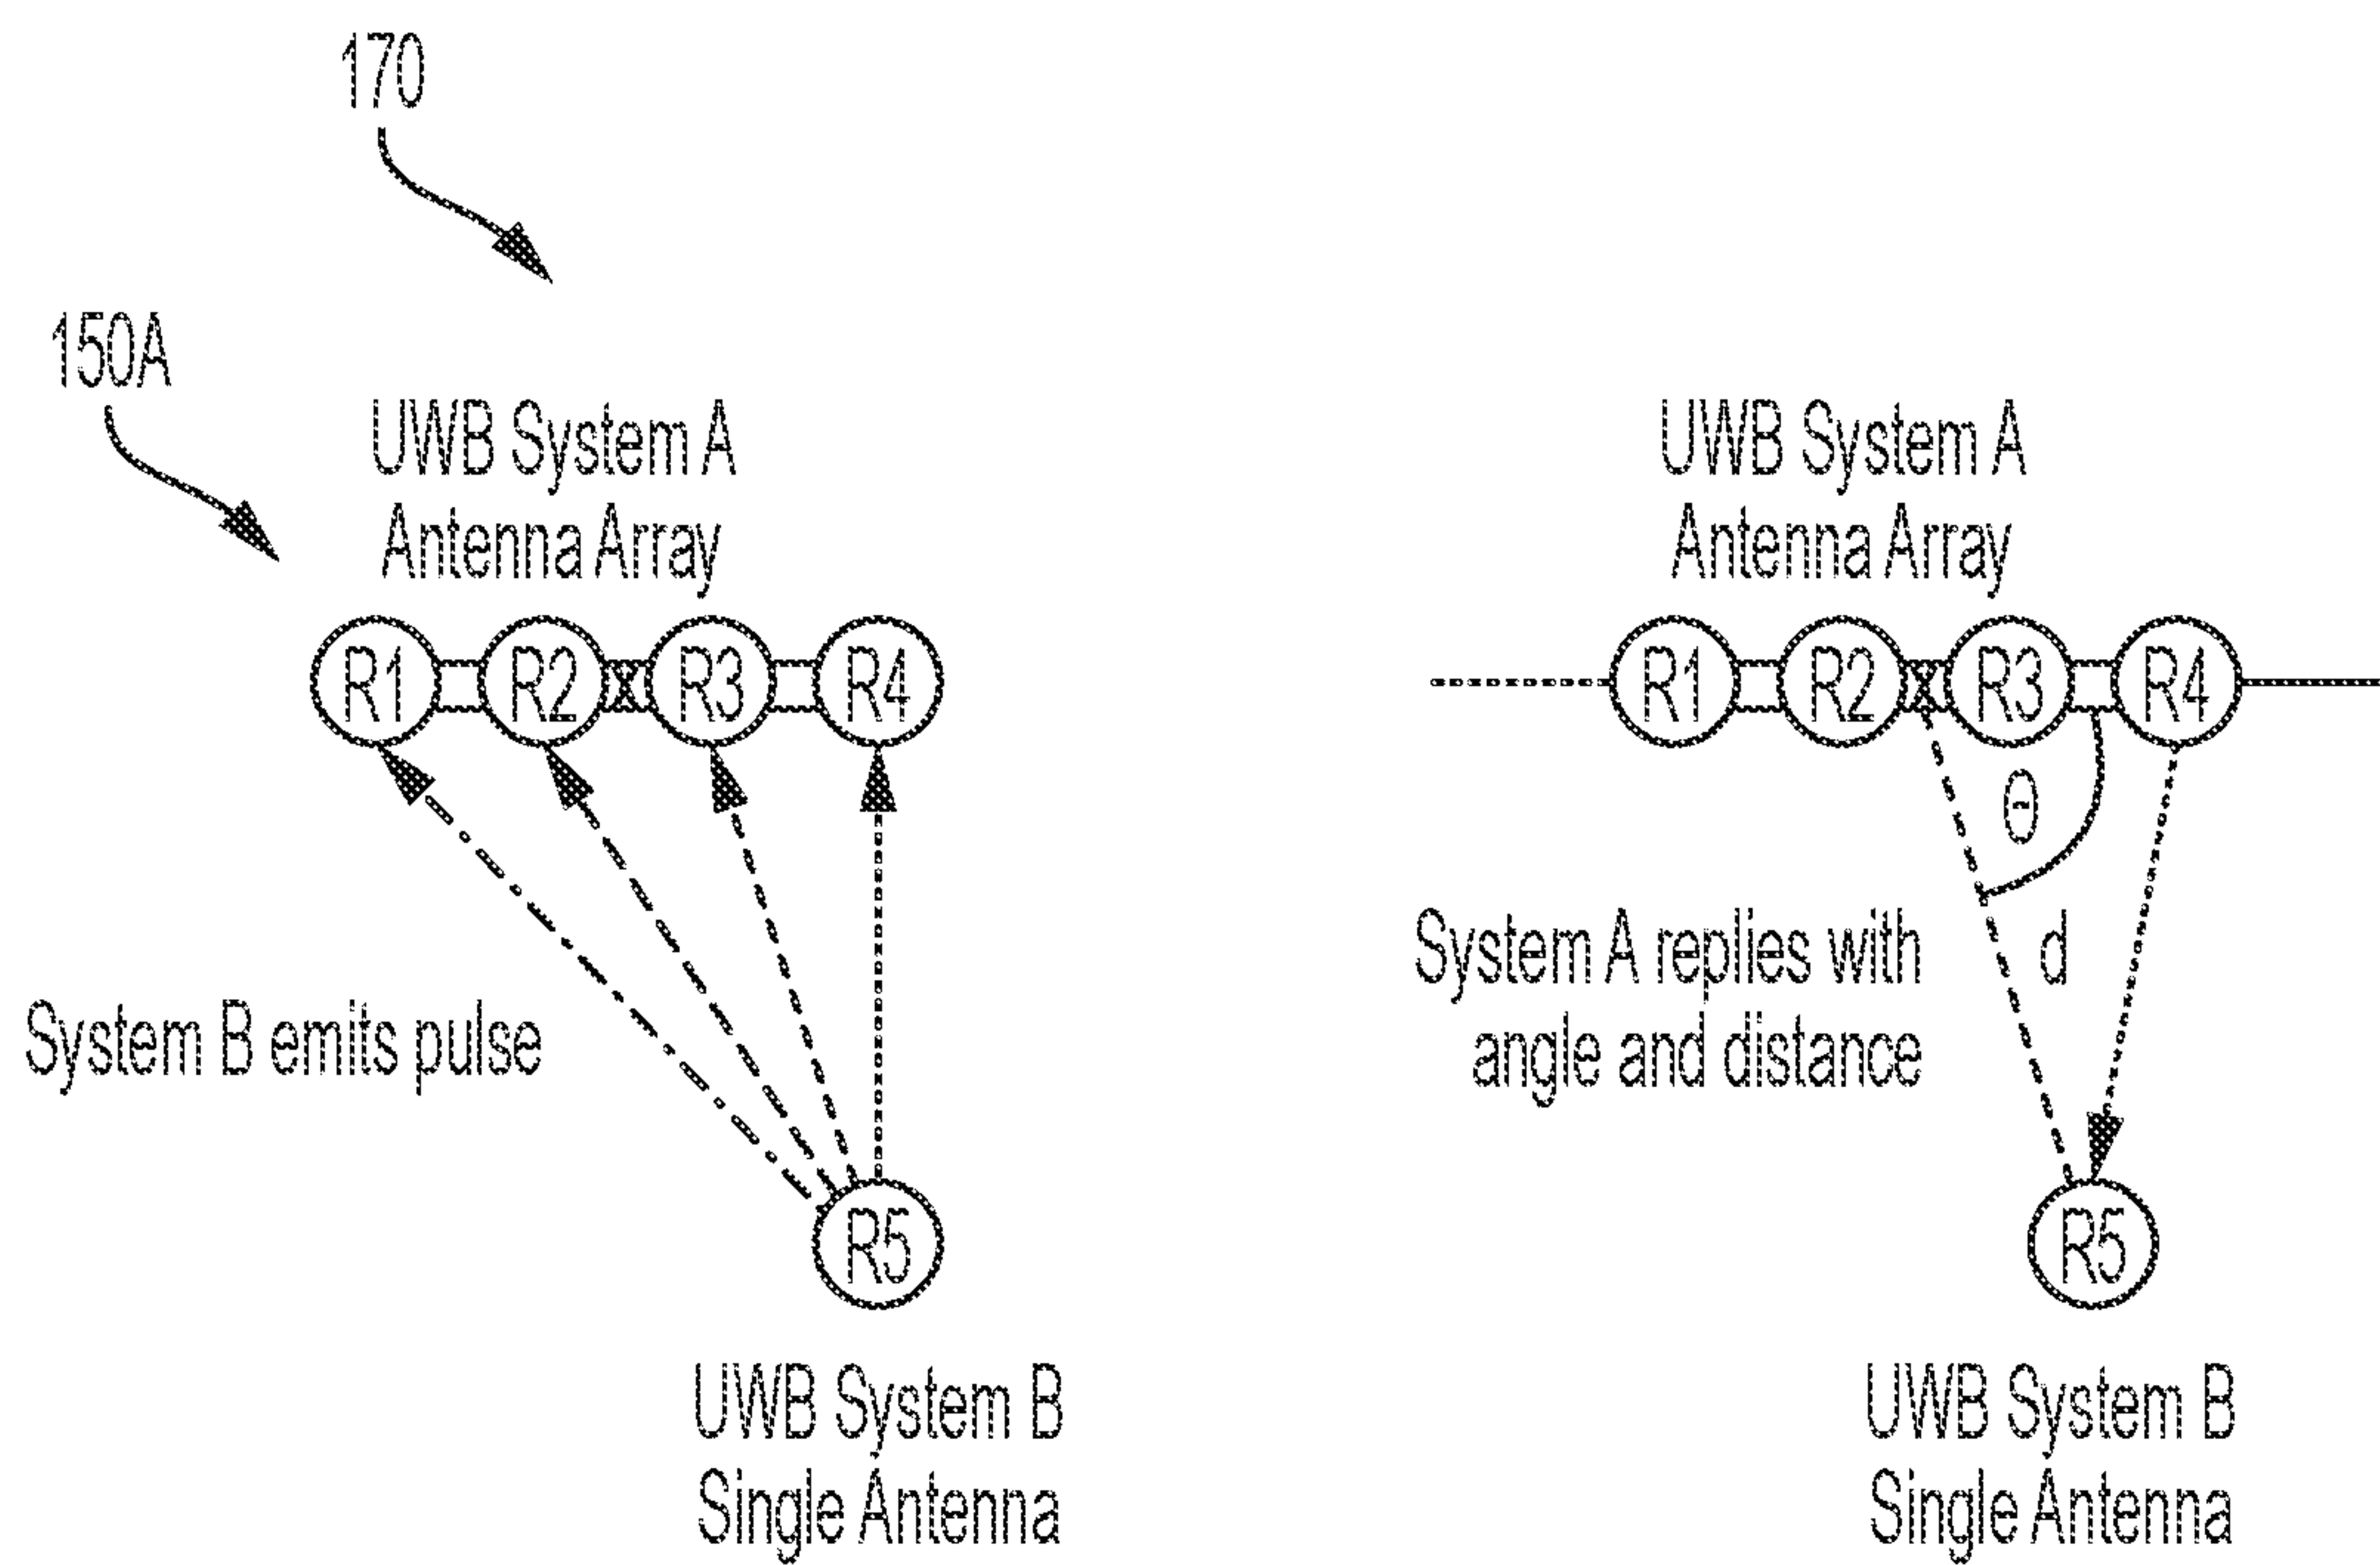 170
150A
UWB System A
Antenna Array
R1 R2 X R3 R4
System B emits pulse
R5
UWB System B
Single Antenna
UWB System A
Antenna Array
R1 R2 X R3 R4
Θ
d
System A replies with
angle and distance
R5
UWB System B
Single Antenna